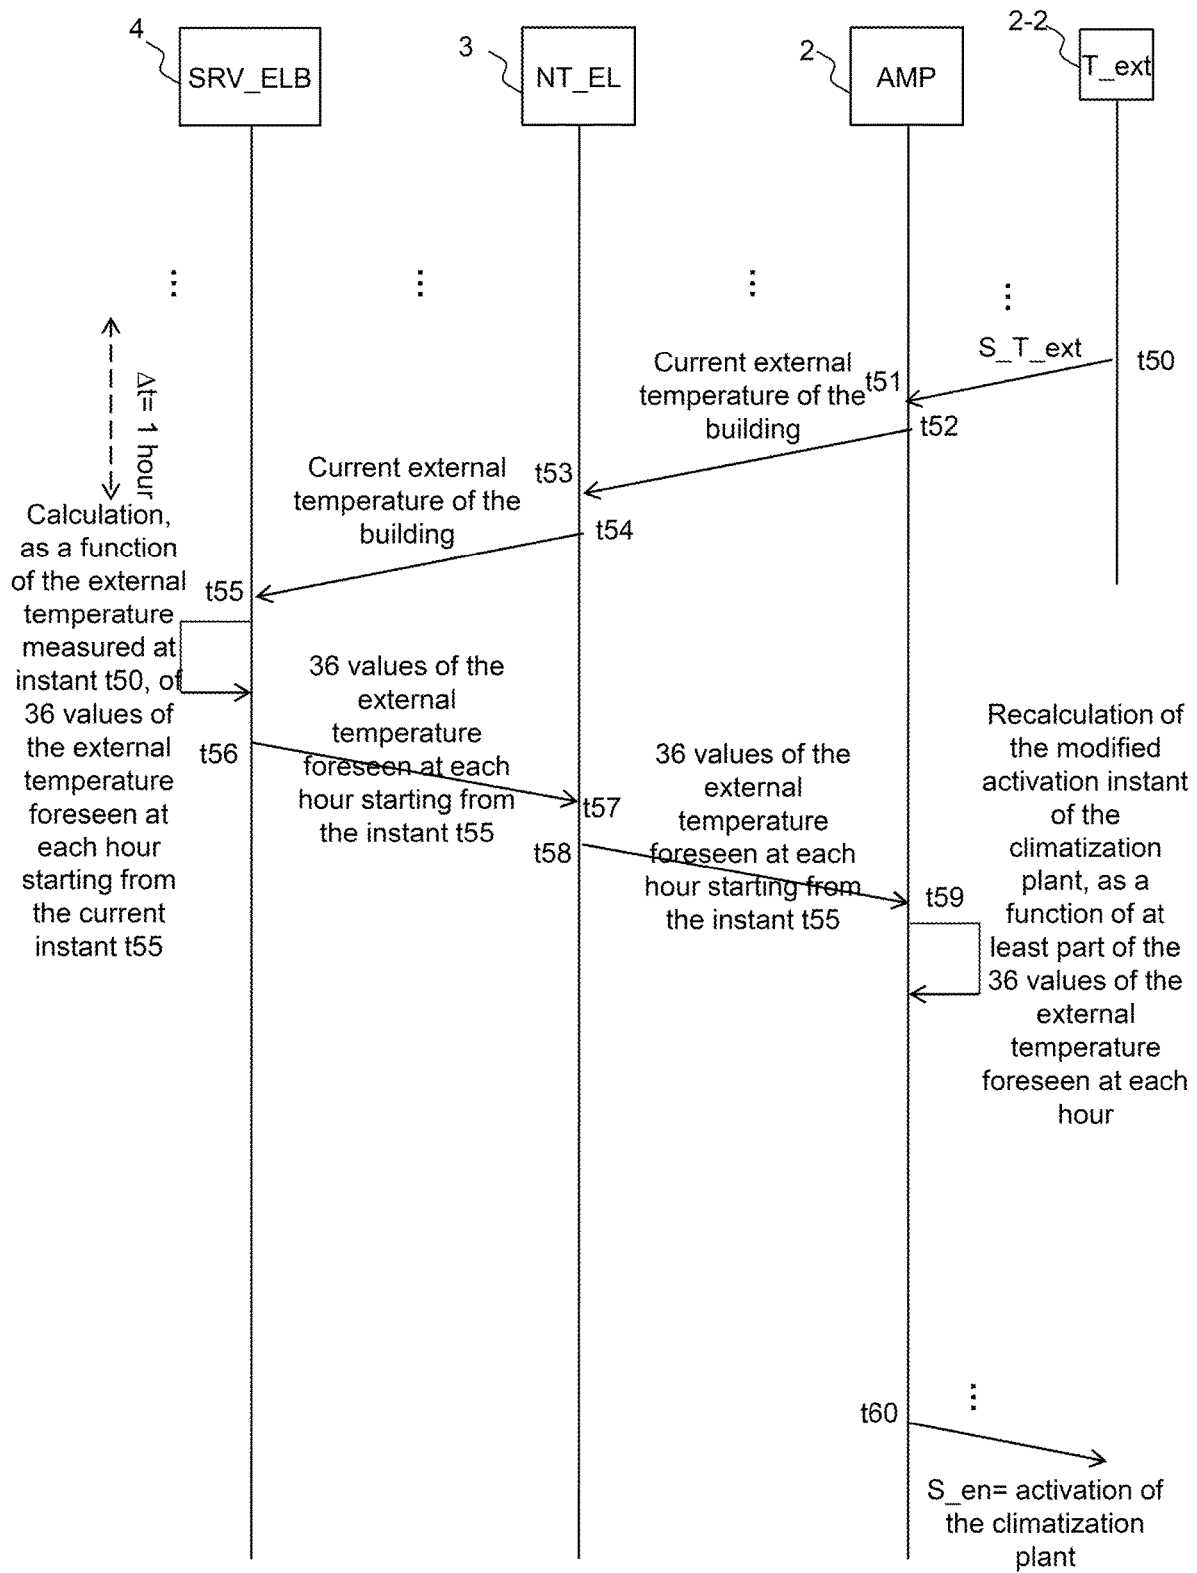 4
SRV_ELB
3
NT_EL
2
AMP
2-2
T_ext
...
...
...
...
Δt= 1 hour
S_T_ext
t50
t51
Current external
temperature of the
building
t52
t53
Current external
temperature of the
building
t54
t55
Calculation,
as a function
of the external
temperature
measured at
instant t50, of
36 values of
the external
temperature
foreseen at
each hour
starting from
the current
instant t55
t56
36 values of the
external
temperature
foreseen at each
hour starting from
the instant t55
t57
t58
36 values of the
external
temperature
foreseen at each
hour starting from
the instant t55
t59
Recalculation of
the modified
activation instant
of the
climatization
plant, as a
function of at
least part of the
36 values of the
external
temperature
foreseen at each
hour
...
t60
S_en= activation of
the climatization
plant